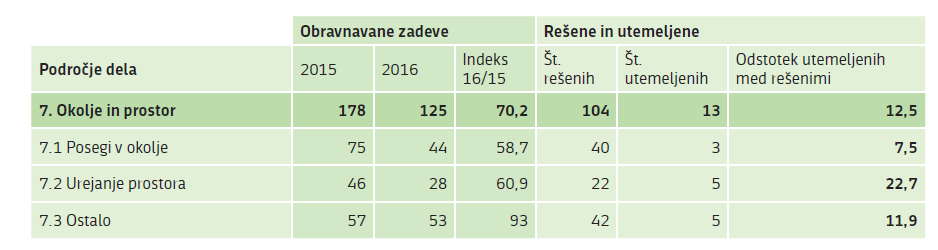 Obravnavane zadeve Rešene in utemeljene
Področje dela 2015 2016 Indeks 16/15 Št. rešenih Št. utemeljenih Odstotek utemeljenih med rešenimi
7. Okolje in prostor 178 125 70,2 104 13 12,5
7.1 Posegi v okolje 75 44 58,7 40 3 7,5
7.2 Urejanje prostora 46 28 60,9 22 5 22,7
7.3 Ostalo 57 53 93 42 5 11,9